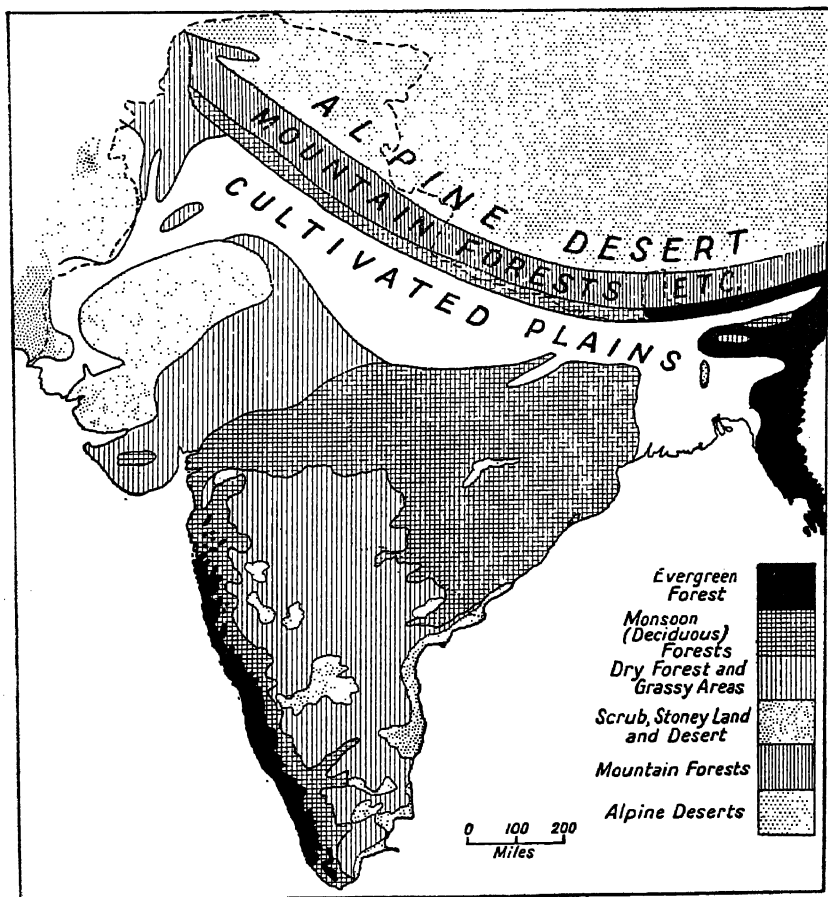 ALPINE DESERT
MOUNTAIN FORESTS ETC.
CULTIVATED PLAINS
Evergreen
Forest
Monsoon
(Deciduous)
Forests
Dry Forest and
Grassy Areas
Scrub, Stoney Land
and Desert
Mountain Forests
Alpine Deserts
0 100 200
Miles